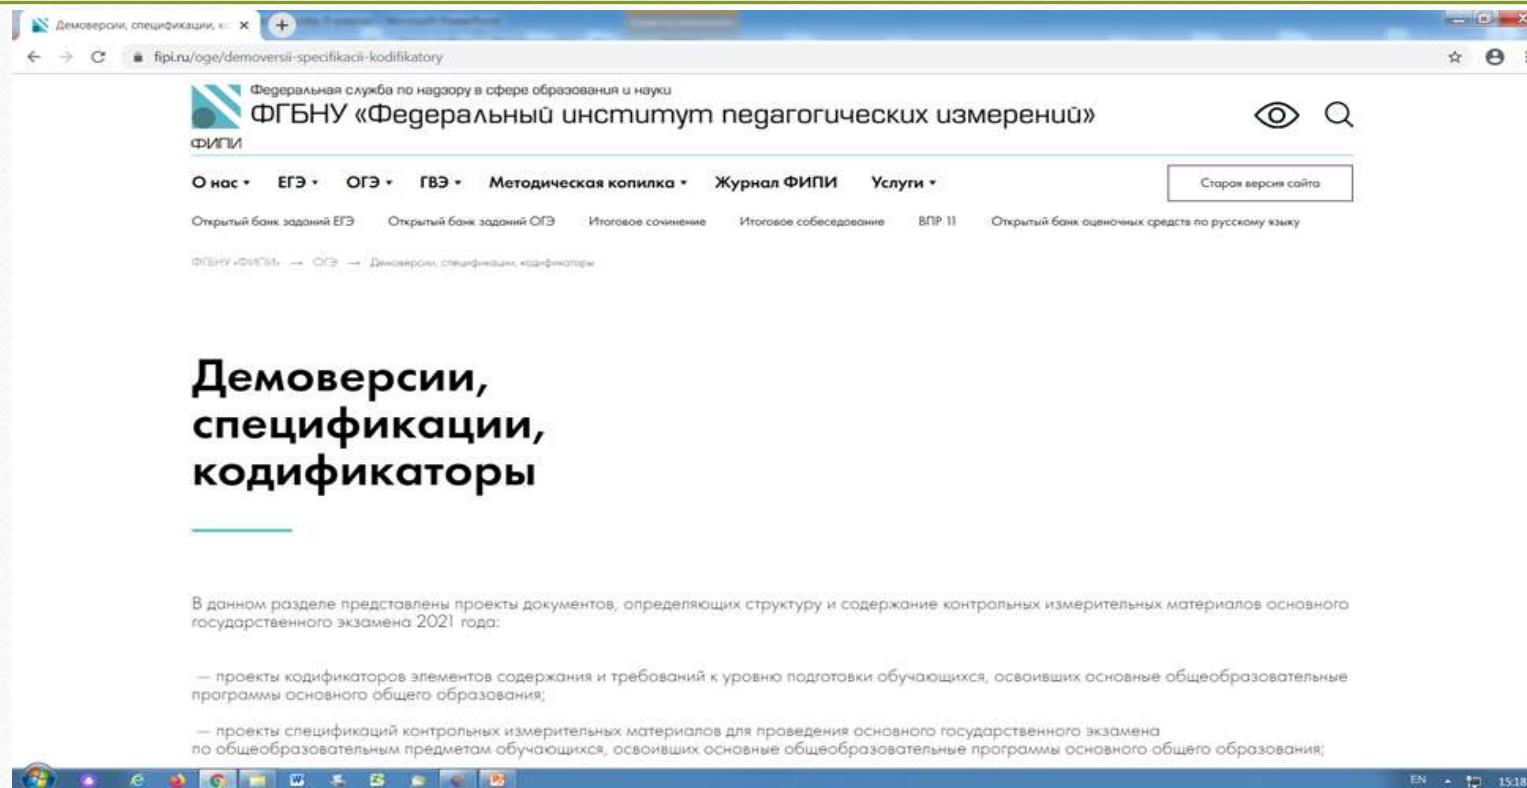 Демоверсии, спецификации, ко
fipi.ru/oge/demoversii-specifikacii-kodifikatory
Федеральная служба по надзору в сфере образования и науки
ФГБНУ «Федеральный институт педагогических измерений»
ФИПИ
О нас ЕГЭ ОГЭ ГВЭ Методическая копилка Журнал ФИПИ Услуги Старая версия сайта
Открытый банк заданий ЕГЭ Открытый банк заданий ОГЭ Итоговое сочинение Итоговое собеседование ВПР 11 Открытый банк оценочных средств по русскому языку
ФГБНУ «ФИПИ» → ОГЭ → Демоверсии, спецификации, кодификаторы
Демоверсии,
спецификации,
кодификаторы
В данном разделе представлены проекты документов, определяющих структуру и содержание контрольных измерительных материалов основного
государственного экзамена 2021 года:
— проекты кодификаторов элементов содержания и требований к уровню подготовки обучающихся, освоивших основные общеобразовательные
программы основного общего образования;
— проекты спецификаций контрольных измерительных материалов для проведения основного государственного экзамена
по общеобразовательным предметам обучающихся, освоивших основные общеобразовательные программы основного общего образования;
EN 15:18